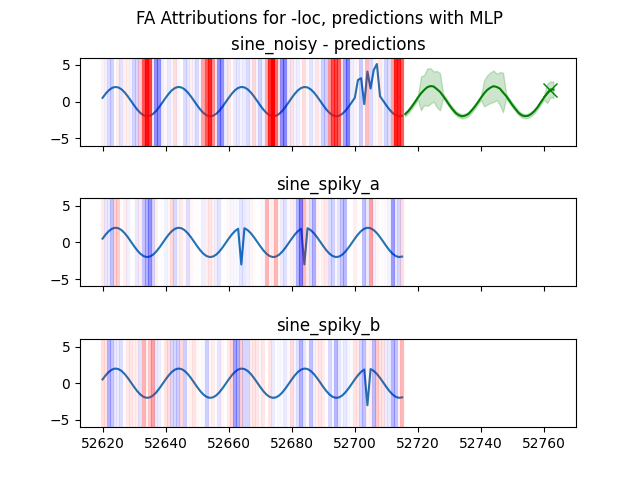 FA Attributions for -loc, predictions with MLP
sine_noisy - predictions
5
0
−5
sine_spiky_a
5
0
−5
sine_spiky_b
5
0
−5
52620 52640 52660 52680 52700 52720 52740 52760